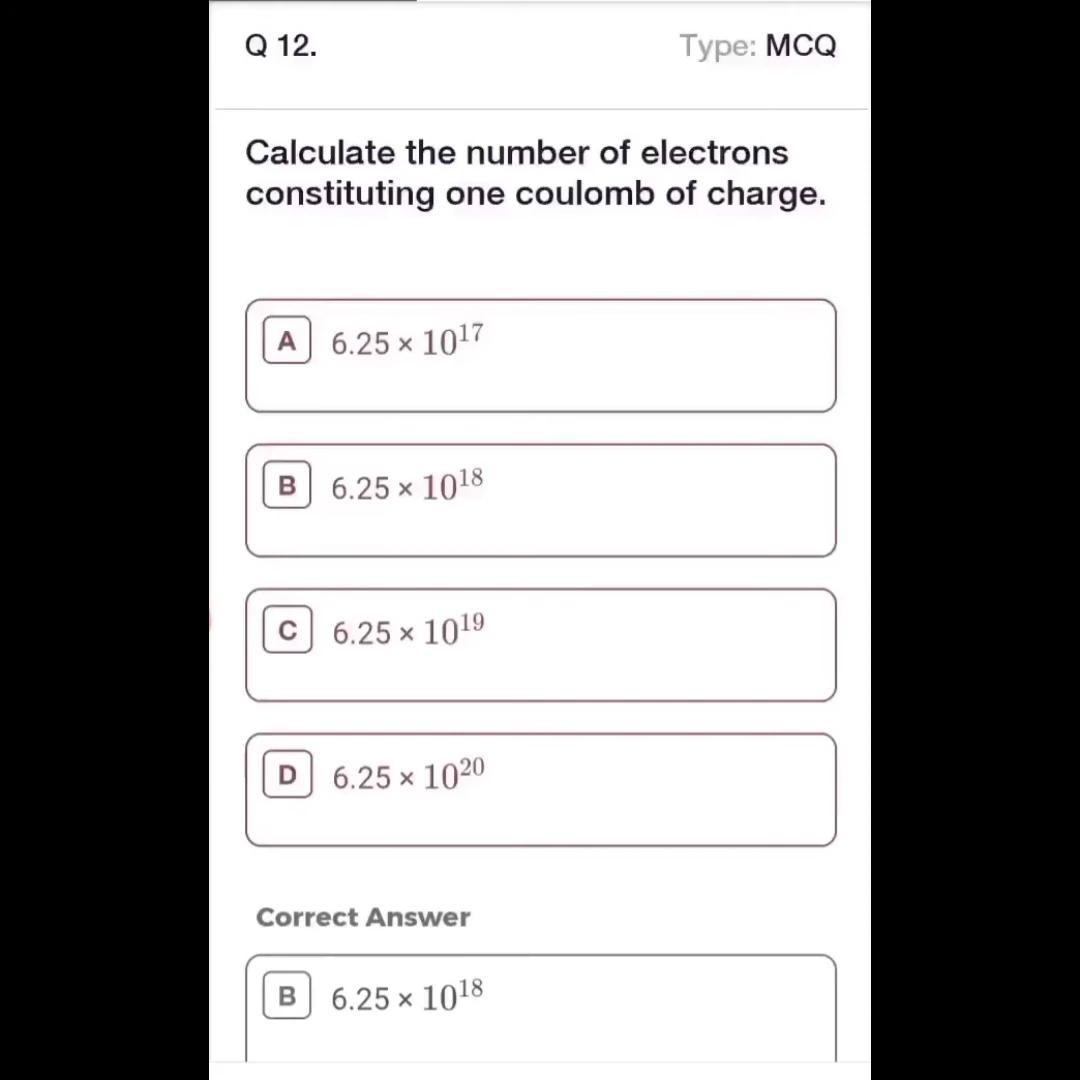 Q 12. Type: MCQ
Calculate the number of electrons
constituting one coulomb of charge.
A 6.25 × 10¹⁷
B 6.25 × 10¹⁸
C 6.25 × 10¹⁹
D 6.25 × 10²⁰
Correct Answer
B 6.25 × 10¹⁸